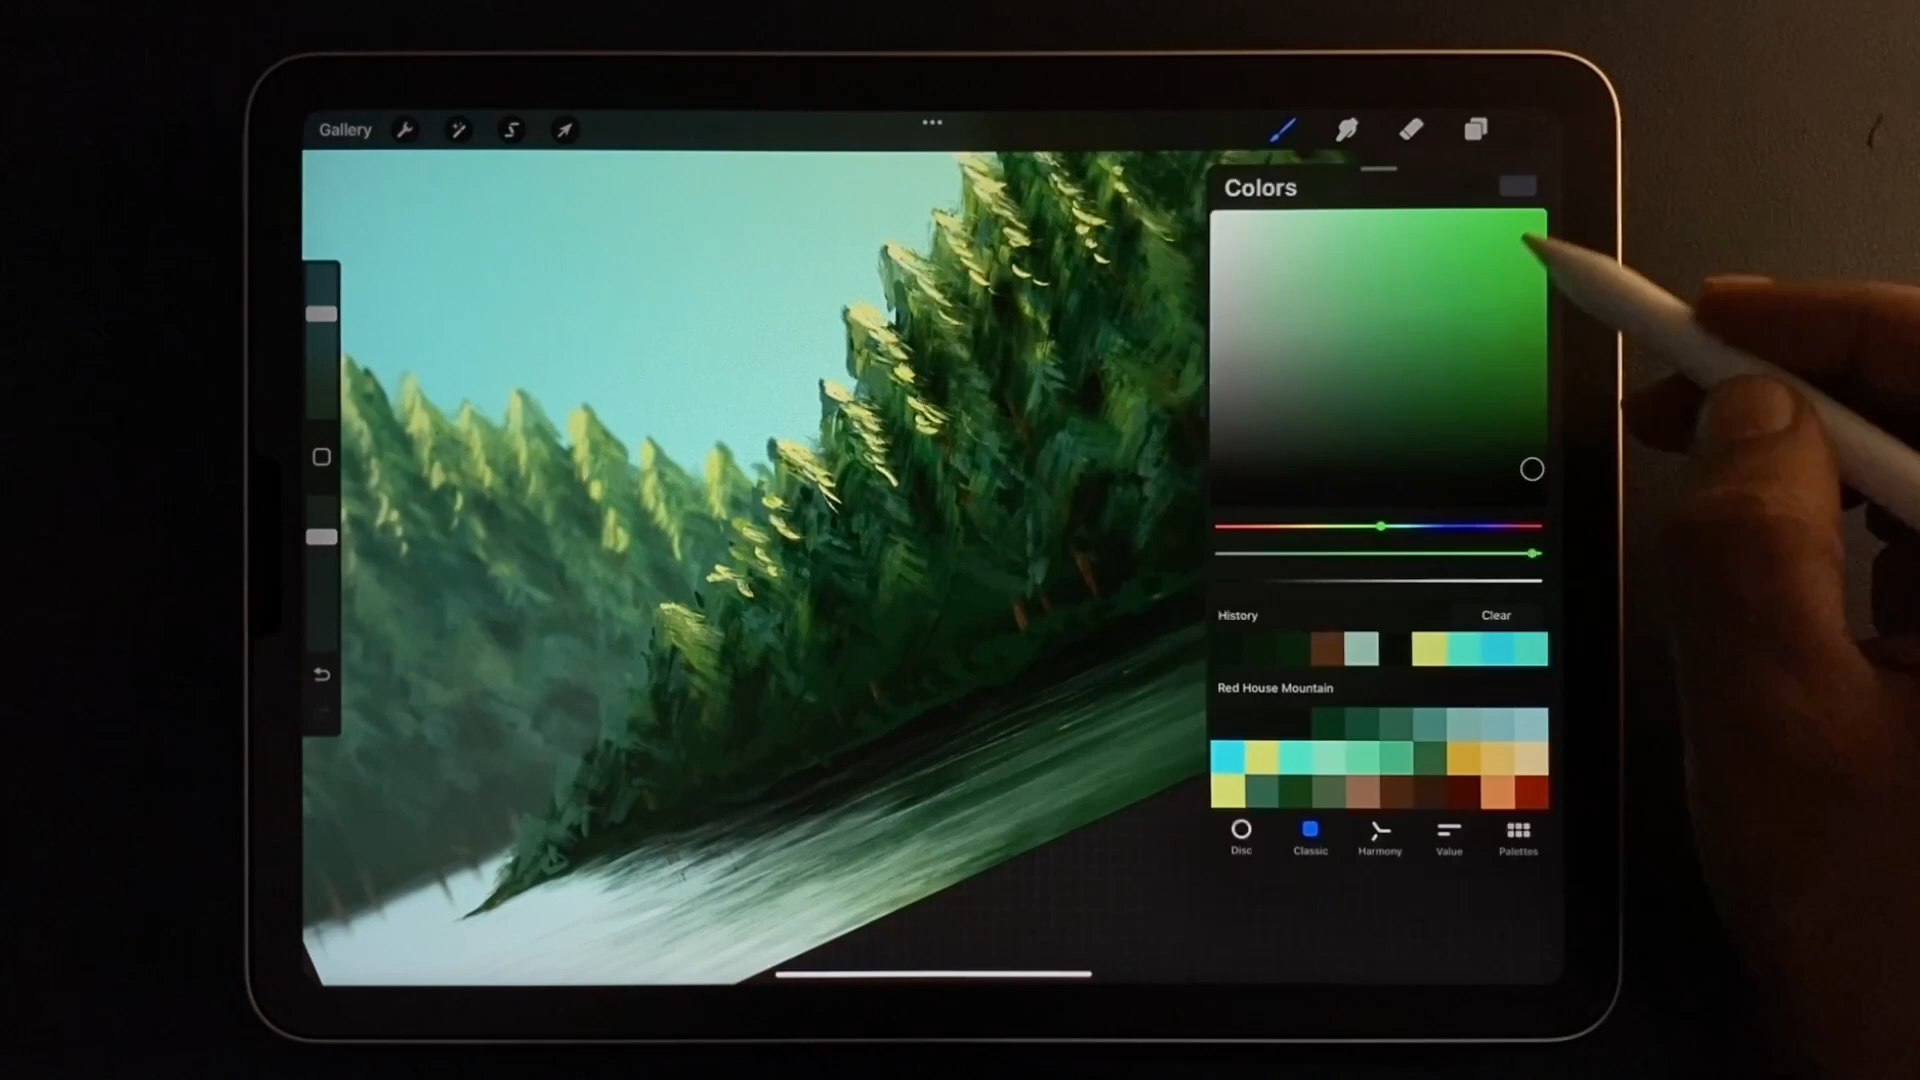 Gallery
Colors
History
Clear
Red House Mountain
Disc
Classic
Harmony
Value
Palettes